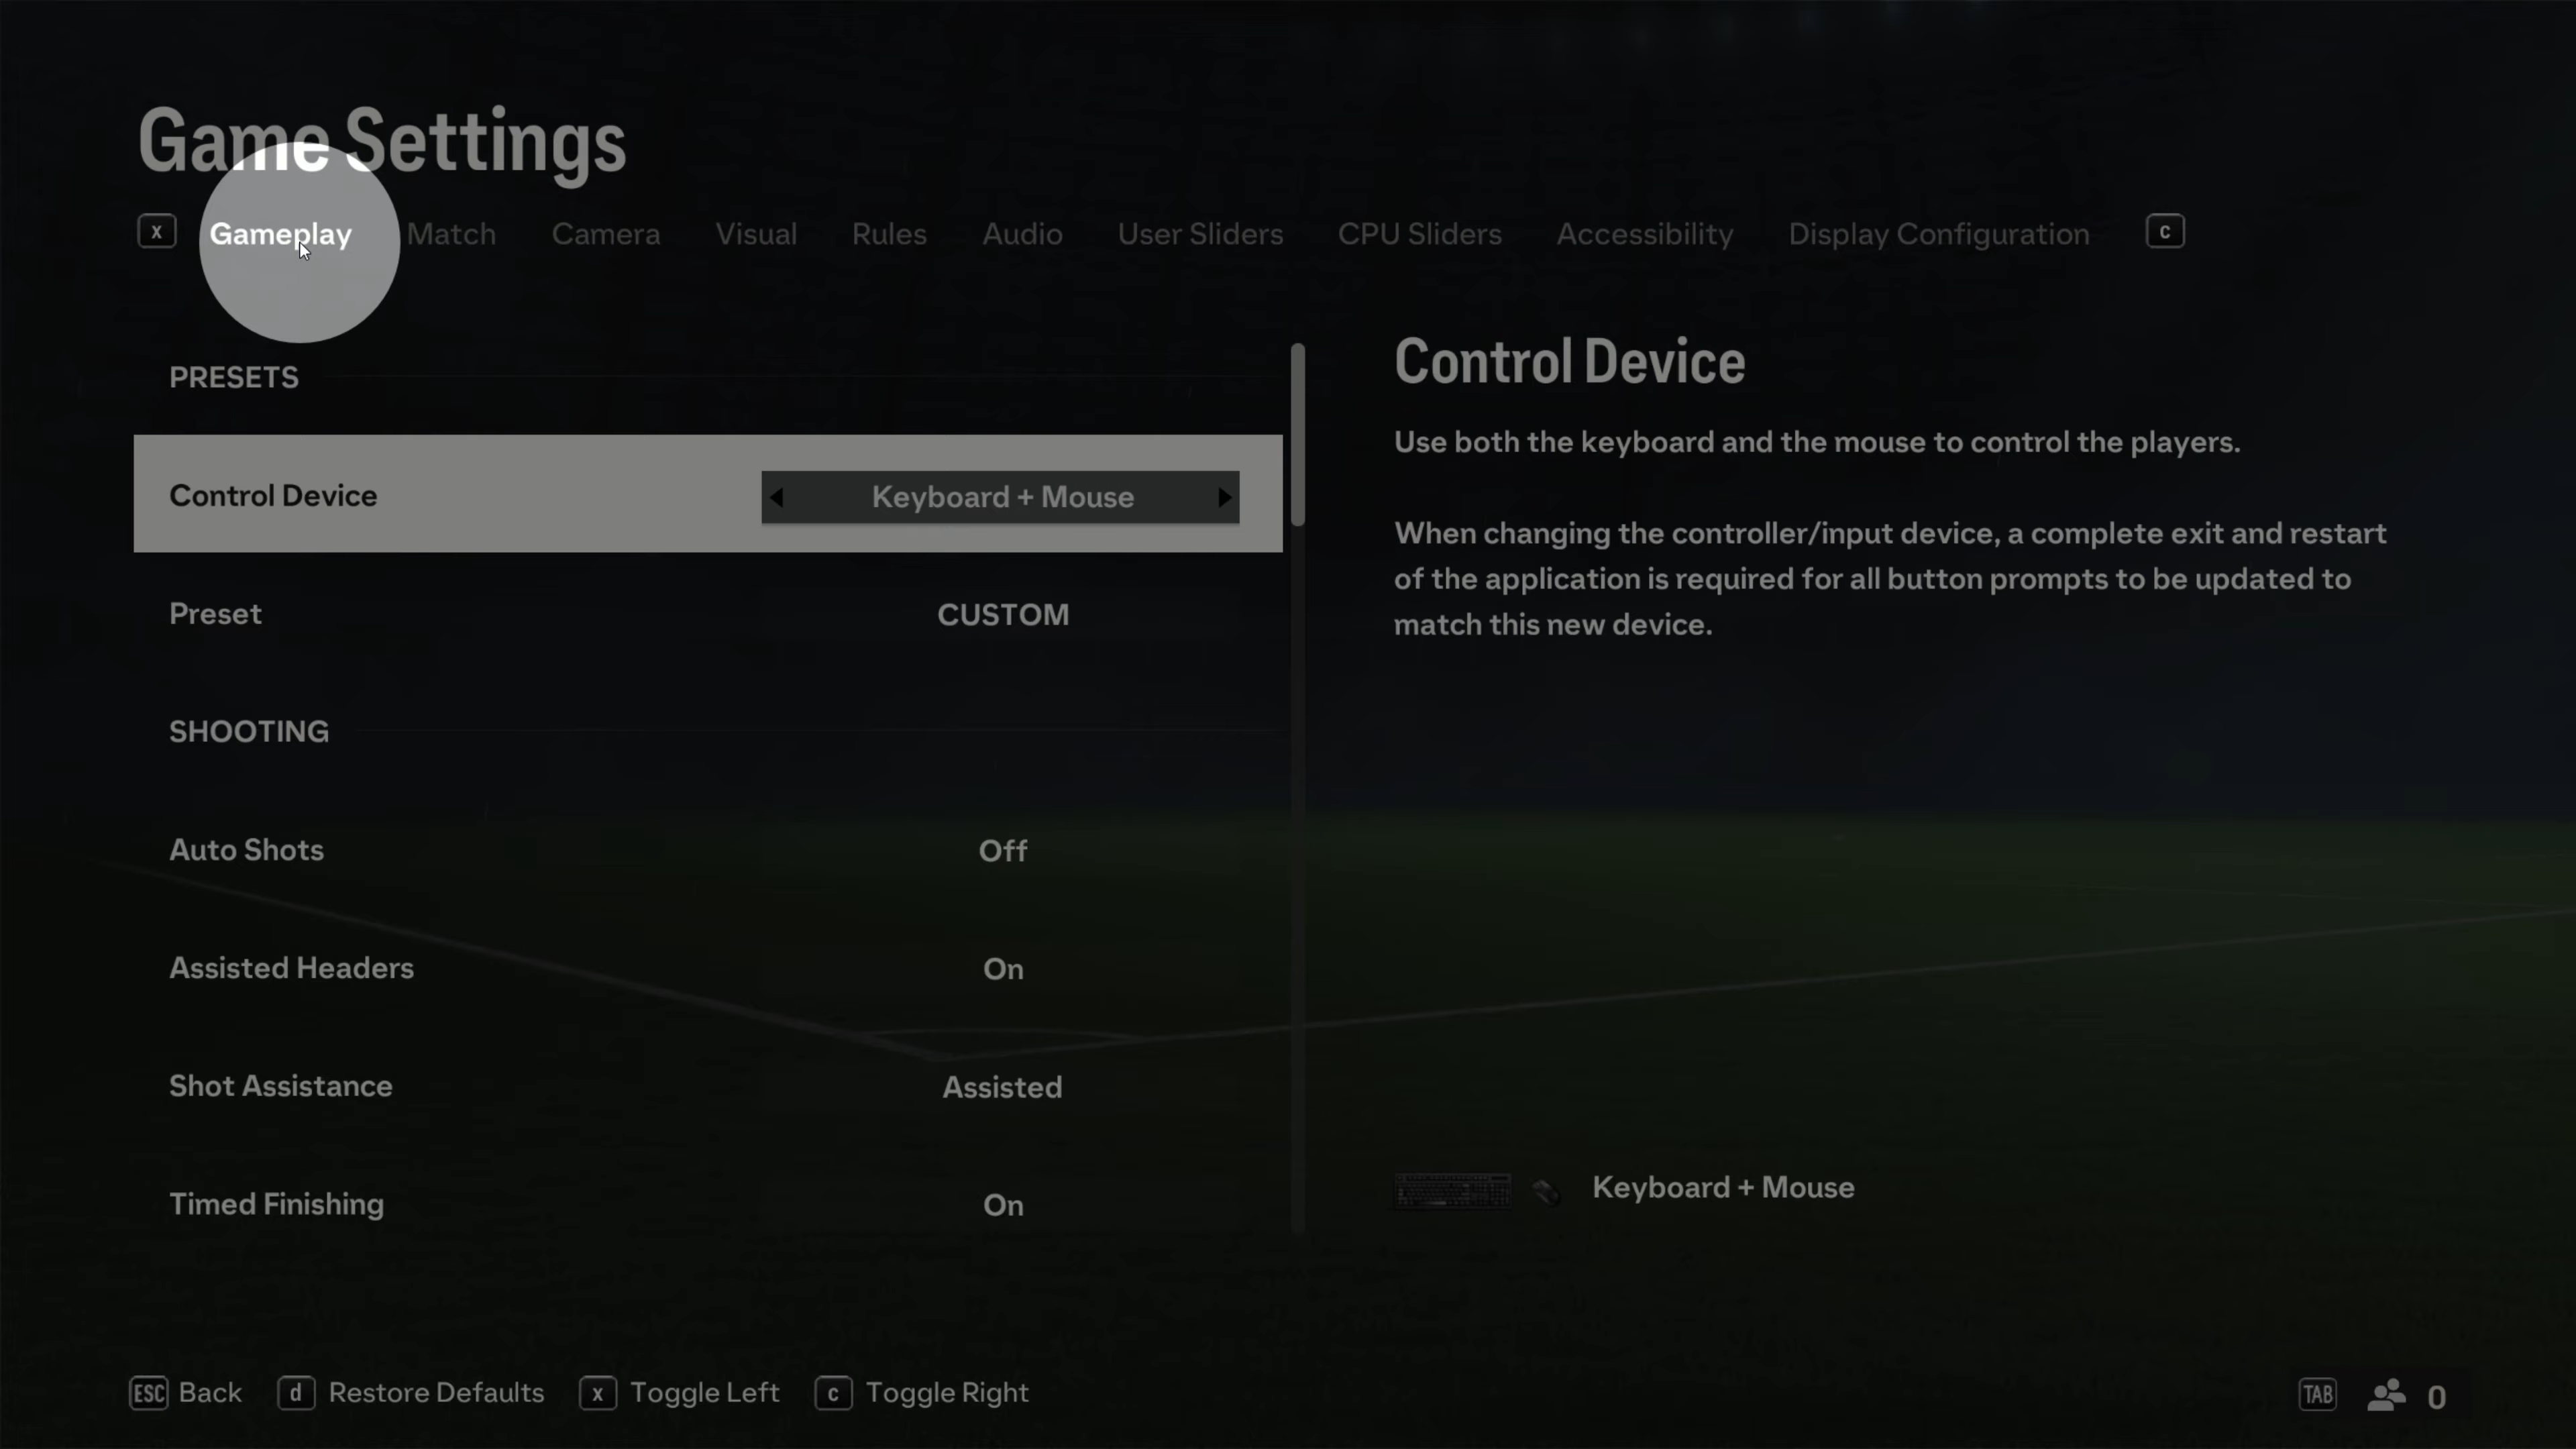 Game Settings
x Gameplay Match Camera Visual Rules Audio User Sliders CPU Sliders Accessibility Display Configuration c
PRESETS
Control Device Keyboard + Mouse
Preset CUSTOM
SHOOTING
Auto Shots Off
Assisted Headers On
Shot Assistance Assisted
Timed Finishing On
Control Device
Use both the keyboard and the mouse to control the players.
When changing the controller/input device, a complete exit and restart
of the application is required for all button prompts to be updated to
match this new device.
Keyboard + Mouse
ESC Back d Restore Defaults x Toggle Left c Toggle Right
TAB 0